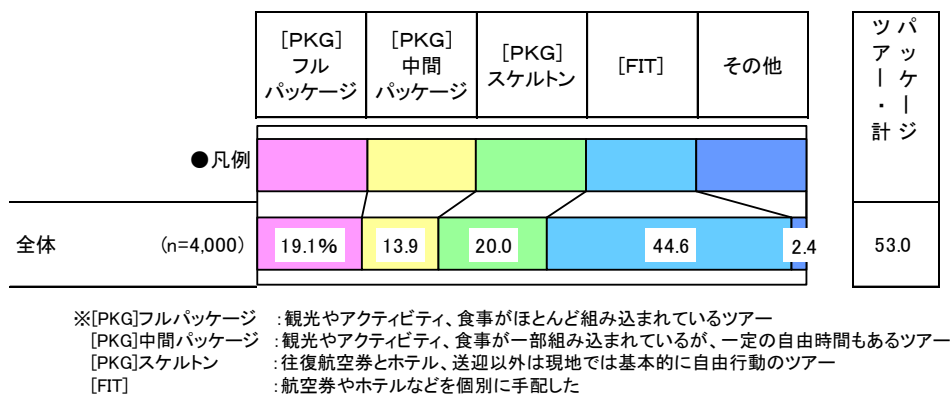 [PKG]
フル
パッケージ
[PKG]
中間
パッケージ
[PKG]
スケルトン
[FIT]
その他
パッケージ
ツアー・計
●凡例
全体 (n=4,000) 19.1% 13.9 20.0 44.6 2.4 53.0
※[PKG]フルパッケージ :観光やアクティビティ、食事がほとんど組み込まれているツアー
[PKG]中間パッケージ :観光やアクティビティ、食事が一部組み込まれているが、一定の自由時間もあるツアー
[PKG]スケルトン :往復航空券とホテル、送迎以外は現地では基本的に自由行動のツアー
[FIT] :航空券やホテルなどを個別に手配した